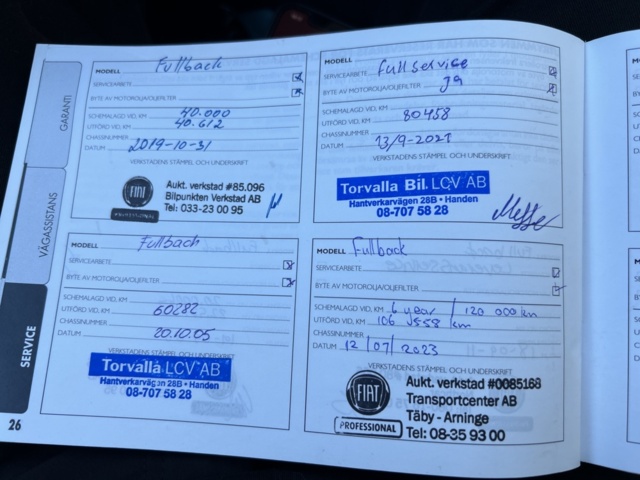 GARANTI
VÄGASSISTANS
SERVICE
26
MODELL Fullback
SERVICEARBETE
BYTE AV MOTOROLJA/OLJEFILTER
SCHEMALAGD VID, KM 40.000
UTFÖRD VID, KM 40.612
CHASSINUMMER
DATUM 2019-10-31
VERKSTADENS STÄMPEL OCH UNDERSKRIFT
FIAT
PROFESSIONAL
Aukt. verkstad #85.096
Bilpunkten Verkstad AB
Tel: 033-23 00 95
MODELL Fullback
SERVICEARBETE
BYTE AV MOTOROLJA/OLJEFILTER
SCHEMALAGD VID, KM
UTFÖRD VID, KM 60282
CHASSINUMMER
DATUM 20.10.05
VERKSTADENS STÄMPEL OCH UNDERSKRIFT
Torvalla LCV AB
Hantverkarvägen 28B • Handen
08-707 58 28
MODELL
SERVICEARBETE fullservice
BYTE AV MOTOROLJA/OLJEFILTER Ja
SCHEMALAGD VID, KM
UTFÖRD VID, KM 80458
CHASSINUMMER
DATUM 13/9-2021
VERKSTADENS STÄMPEL OCH UNDERSKRIFT
Torvalla Bil LCV AB
Hantverkarvägen 28B • Handen
08-707 58 28
MODELL Fullback
SERVICEARBETE
BYTE AV MOTOROLJA/OLJEFILTER
SCHEMALAGD VID, KM 6 year / 120 000 km
UTFÖRD VID, KM 106 558 km
CHASSINUMMER
DATUM 12/07/2023
VERKSTADENS STÄMPEL OCH UNDERSKRIFT
FIAT
PROFESSIONAL
Aukt. verkstad #0085168
Transportcenter AB
Täby - Arninge
Tel: 08-35 93 00